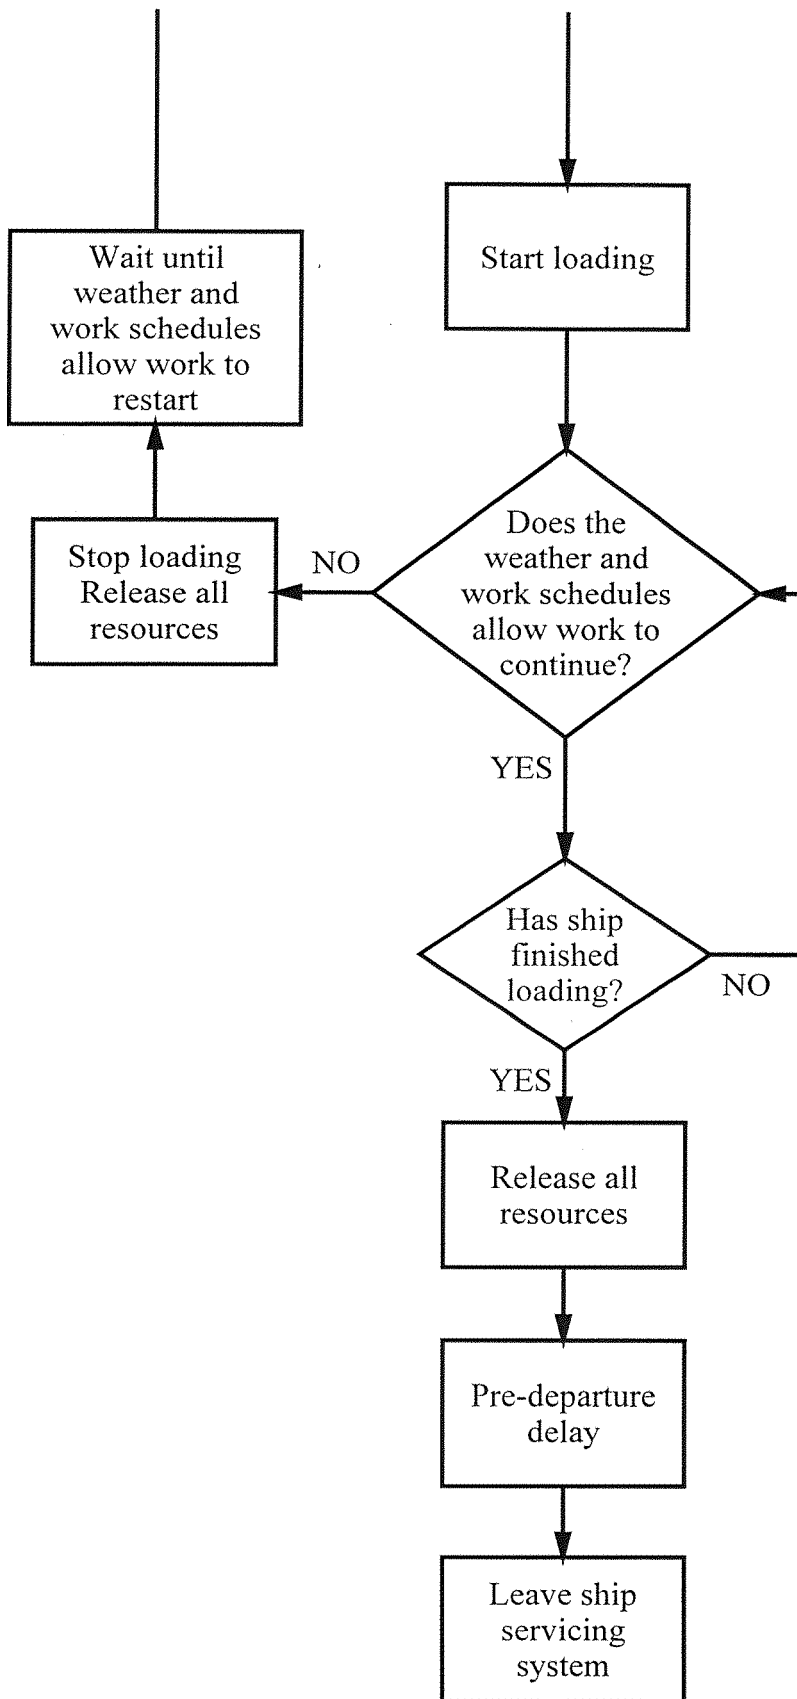 Wait until
weather and
work schedules
allow work to
restart
Start loading
Stop loading
Release all
resources
NO
Does the
weather and
work schedules
allow work to
continue?
YES
Has ship
finished
loading?
NO
YES
Release all
resources
Pre-departure
delay
Leave ship
servicing
system